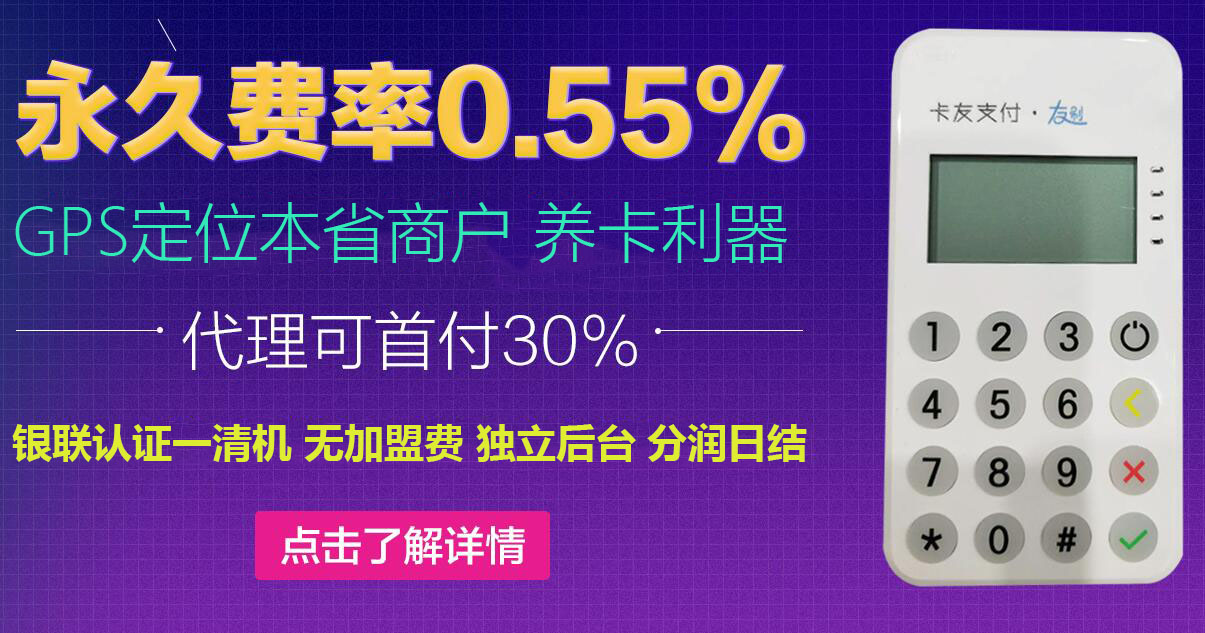 永久费率0.55%
GPS定位本省商户 养卡利器
代理可首付30%
银联认证一清机 无加盟费 独立后台 分润日结
点击了解详情
卡友支付·友刷
1 2 3
4 5 6
7 8 9
* 0 #